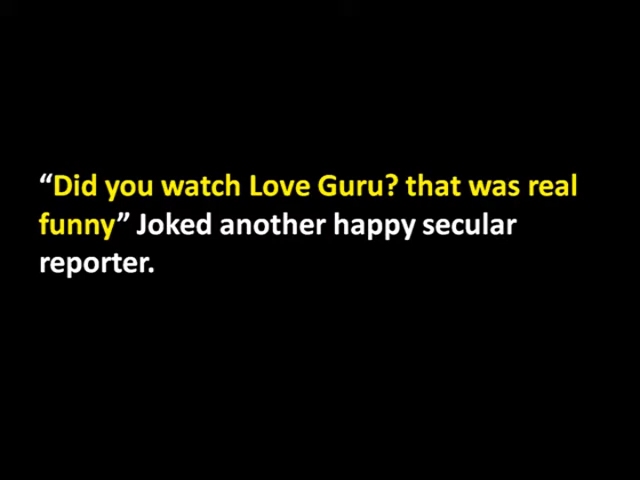 “Did you watch Love Guru? that was real
funny” Joked another happy secular
reporter.